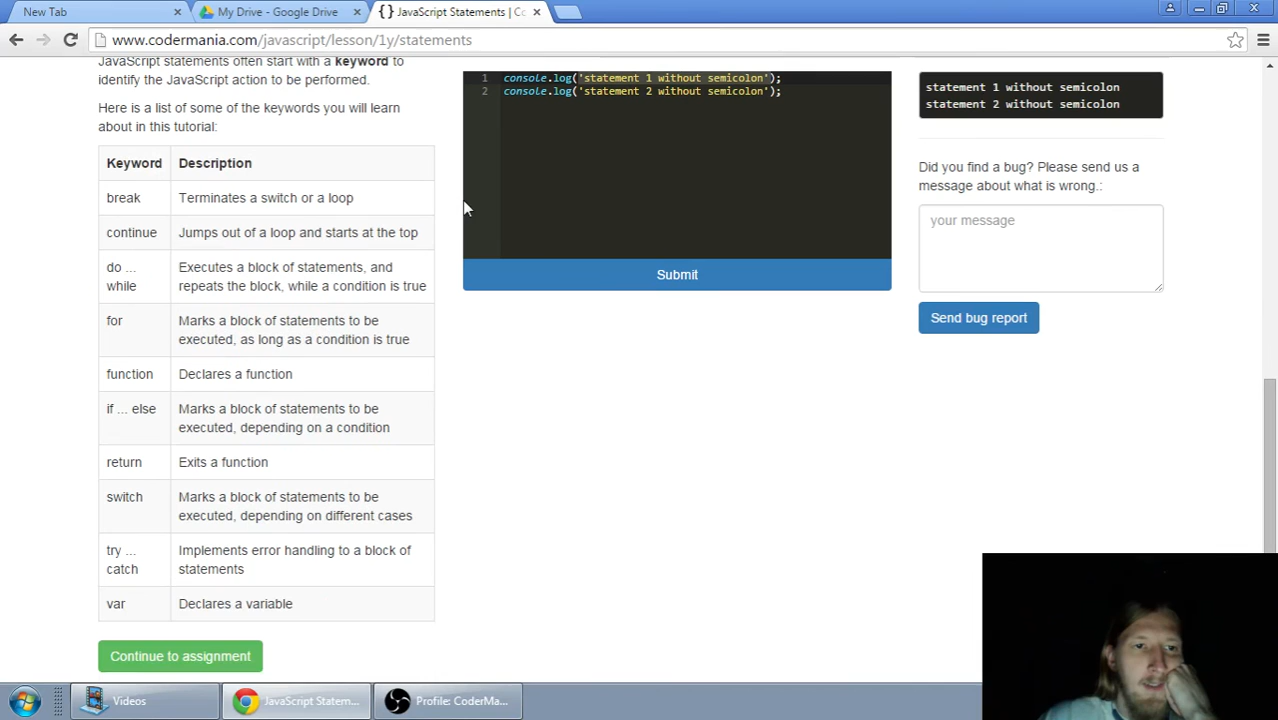 New Tab
My Drive - Google Drive
{ } JavaScript Statements | Co
www.codermania.com/javascript/lesson/1y/statements
JavaScript statements often start with a keyword to
identify the JavaScript action to be performed.
Here is a list of some of the keywords you will learn
about in this tutorial:
Keyword Description
break Terminates a switch or a loop
continue Jumps out of a loop and starts at the top
do ... Executes a block of statements, and
while repeats the block, while a condition is true
for Marks a block of statements to be
executed, as long as a condition is true
function Declares a function
if ... else Marks a block of statements to be
executed, depending on a condition
return Exits a function
switch Marks a block of statements to be
executed, depending on different cases
try ... Implements error handling to a block of
catch statements
var Declares a variable
Continue to assignment
1 console.log('statement 1 without semicolon');
2 console.log('statement 2 without semicolon');
Submit
statement 1 without semicolon
statement 2 without semicolon
Did you find a bug? Please send us a
message about what is wrong.:
your message
Send bug report
Videos
JavaScript Statem...
Profile: CoderMa...